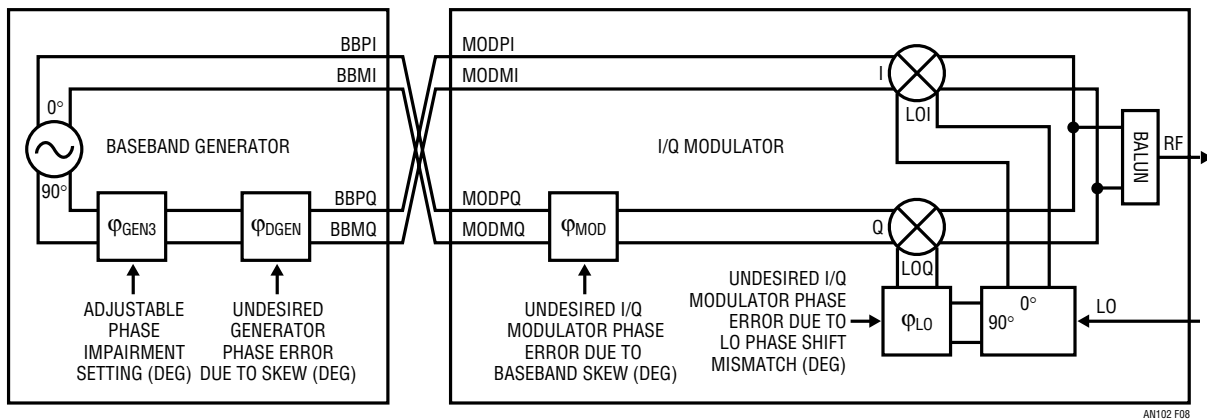 BBPI
BBMI
MODPI
MODMI
I
LOI
0°
BASEBAND GENERATOR
I/Q MODULATOR
BALUN
RF
90°
BBPQ
BBMQ
MODPQ
MODMQ
φGEN3
φDGEN
φMOD
Q
LOQ
ADJUSTABLE
PHASE
IMPAIRMENT
SETTING (DEG)
UNDESIRED
GENERATOR
PHASE ERROR
DUE TO SKEW (DEG)
UNDESIRED I/Q
MODULATOR PHASE
ERROR DUE TO
BASEBAND SKEW (DEG)
UNDESIRED I/Q
MODULATOR PHASE
ERROR DUE TO
LO PHASE SHIFT
MISMATCH (DEG)
φLO
0°
90°
LO
AN102 F08